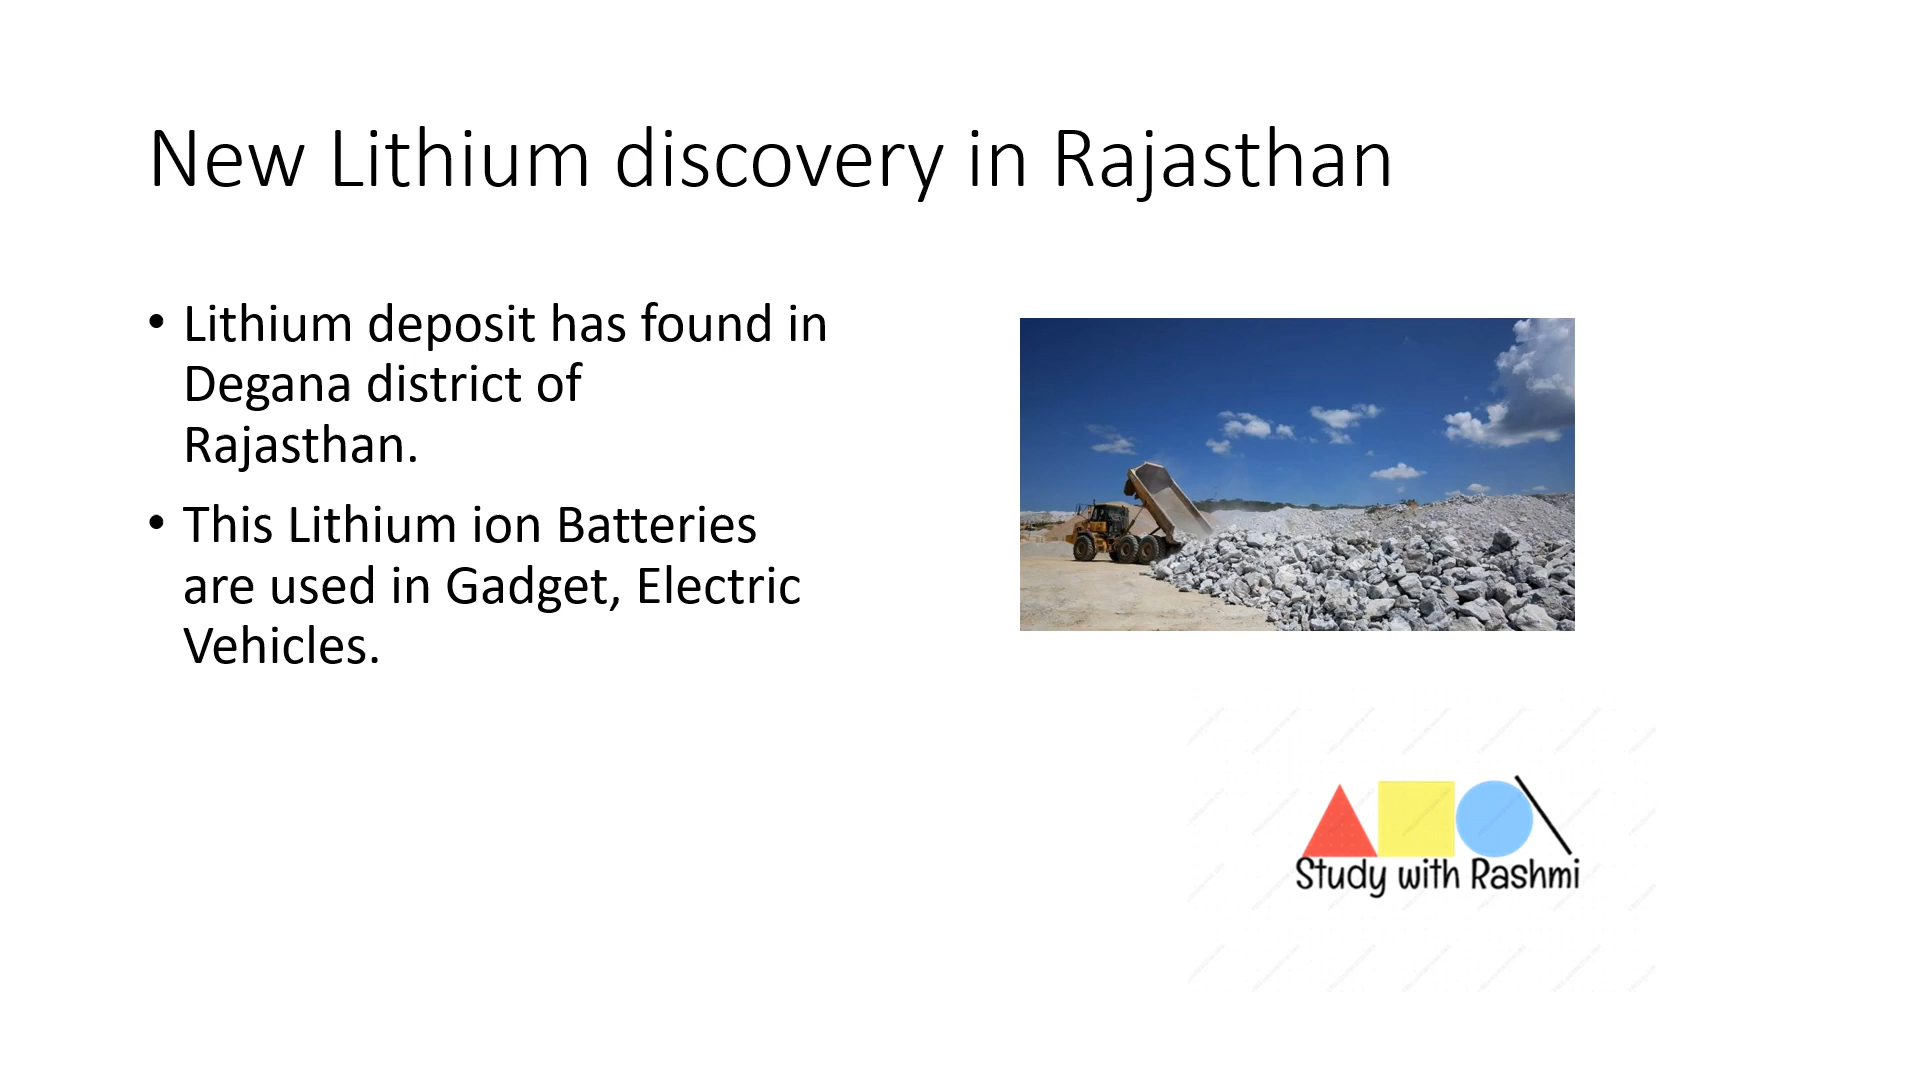 New Lithium discovery in Rajasthan
• Lithium deposit has found in
Degana district of
Rajasthan.
• This Lithium ion Batteries
are used in Gadget, Electric
Vehicles.
Study with Rashmi